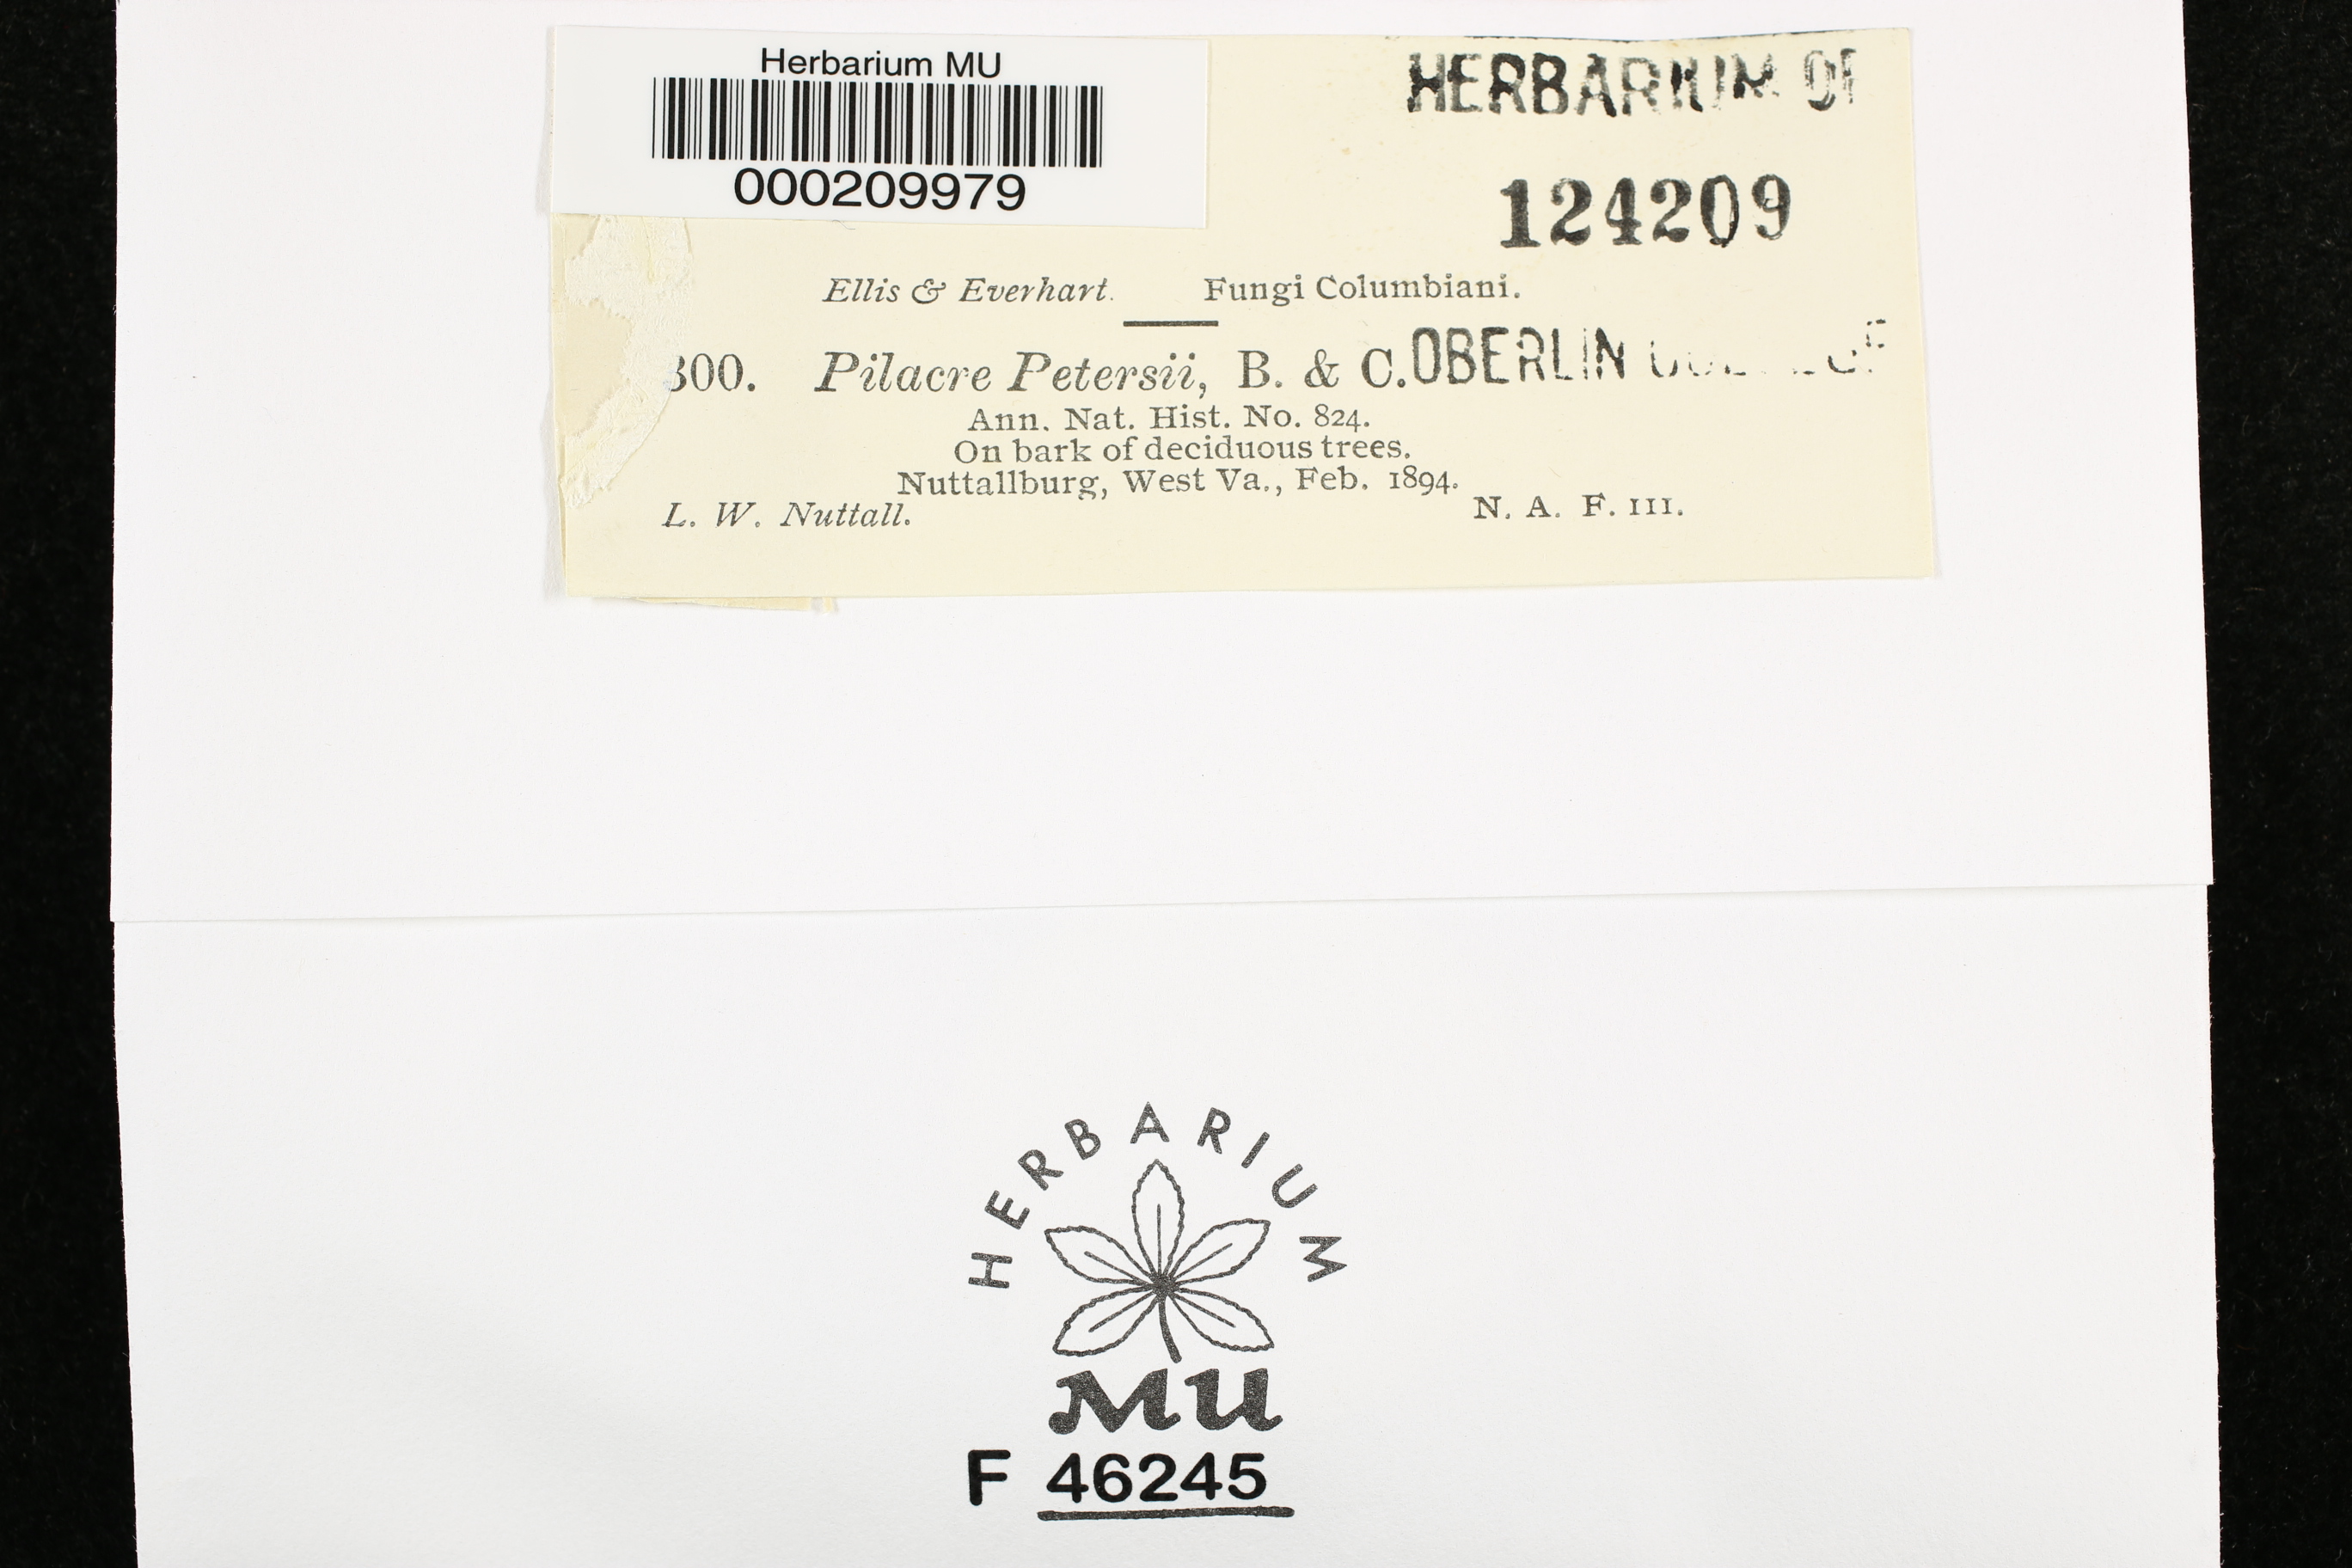 Herbarium MU
000209979
HERBARIUM OF
124209
Ellis & Everhart. Fungi Columbiani.
300. Pilacre Petersii, B. & C.
OBERLIN COLLEGE
Ann. Nat. Hist. No. 824.
On bark of deciduous trees.
Nuttallburg, West Va., Feb. 1894.
L. W. Nuttall. N. A. F. III.
HERBARIUM
MU
F 46245